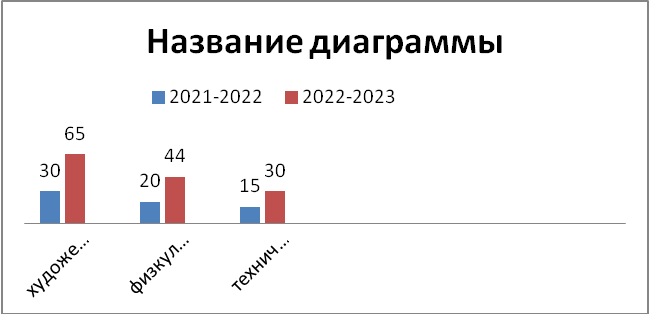 Название диаграммы
2021-2022 2022-2023
30 65 20 44 15 30
художе... физкул... технич...